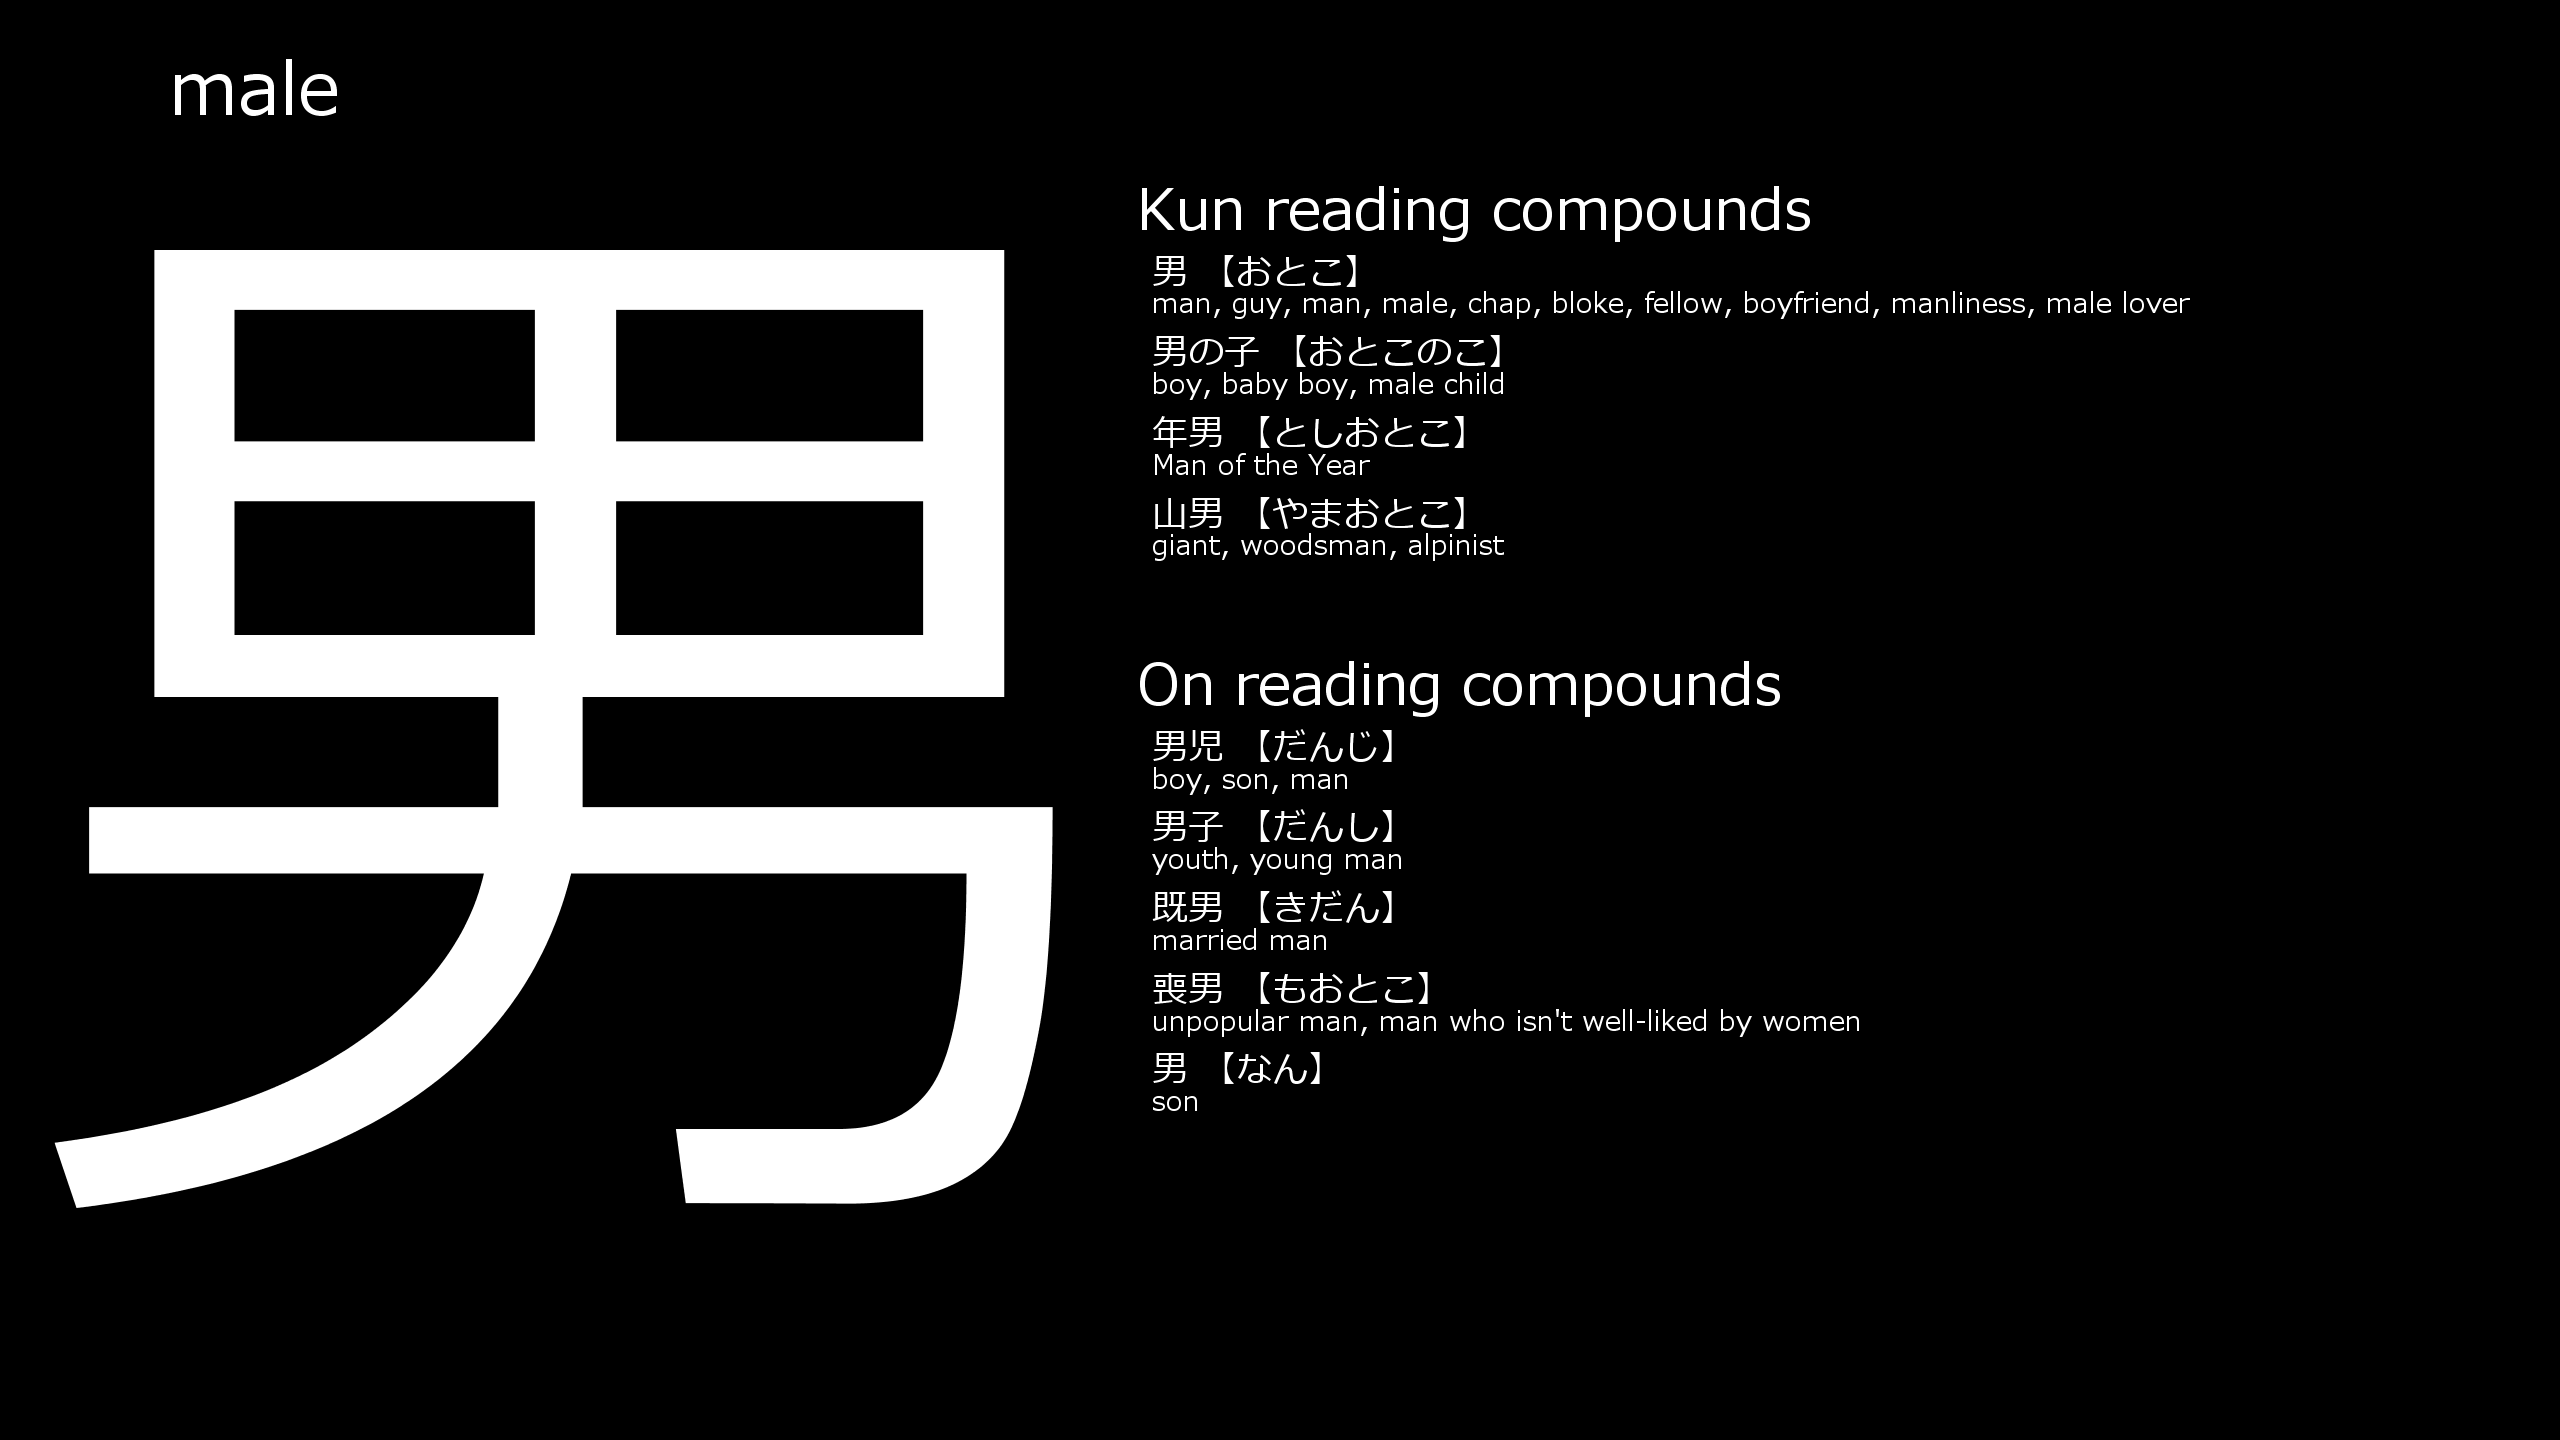 male
男
Kun reading compounds
男 【おとこ】
man, guy, man, male, chap, bloke, fellow, boyfriend, manliness, male lover
男の子 【おとこのこ】
boy, baby boy, male child
年男 【としおとこ】
Man of the Year
山男 【やまおとこ】
giant, woodsman, alpinist
On reading compounds
男児 【だんじ】
boy, son, man
男子 【だんし】
youth, young man
既男 【きだん】
married man
喪男 【もおとこ】
unpopular man, man who isn't well-liked by women
男 【なん】
son